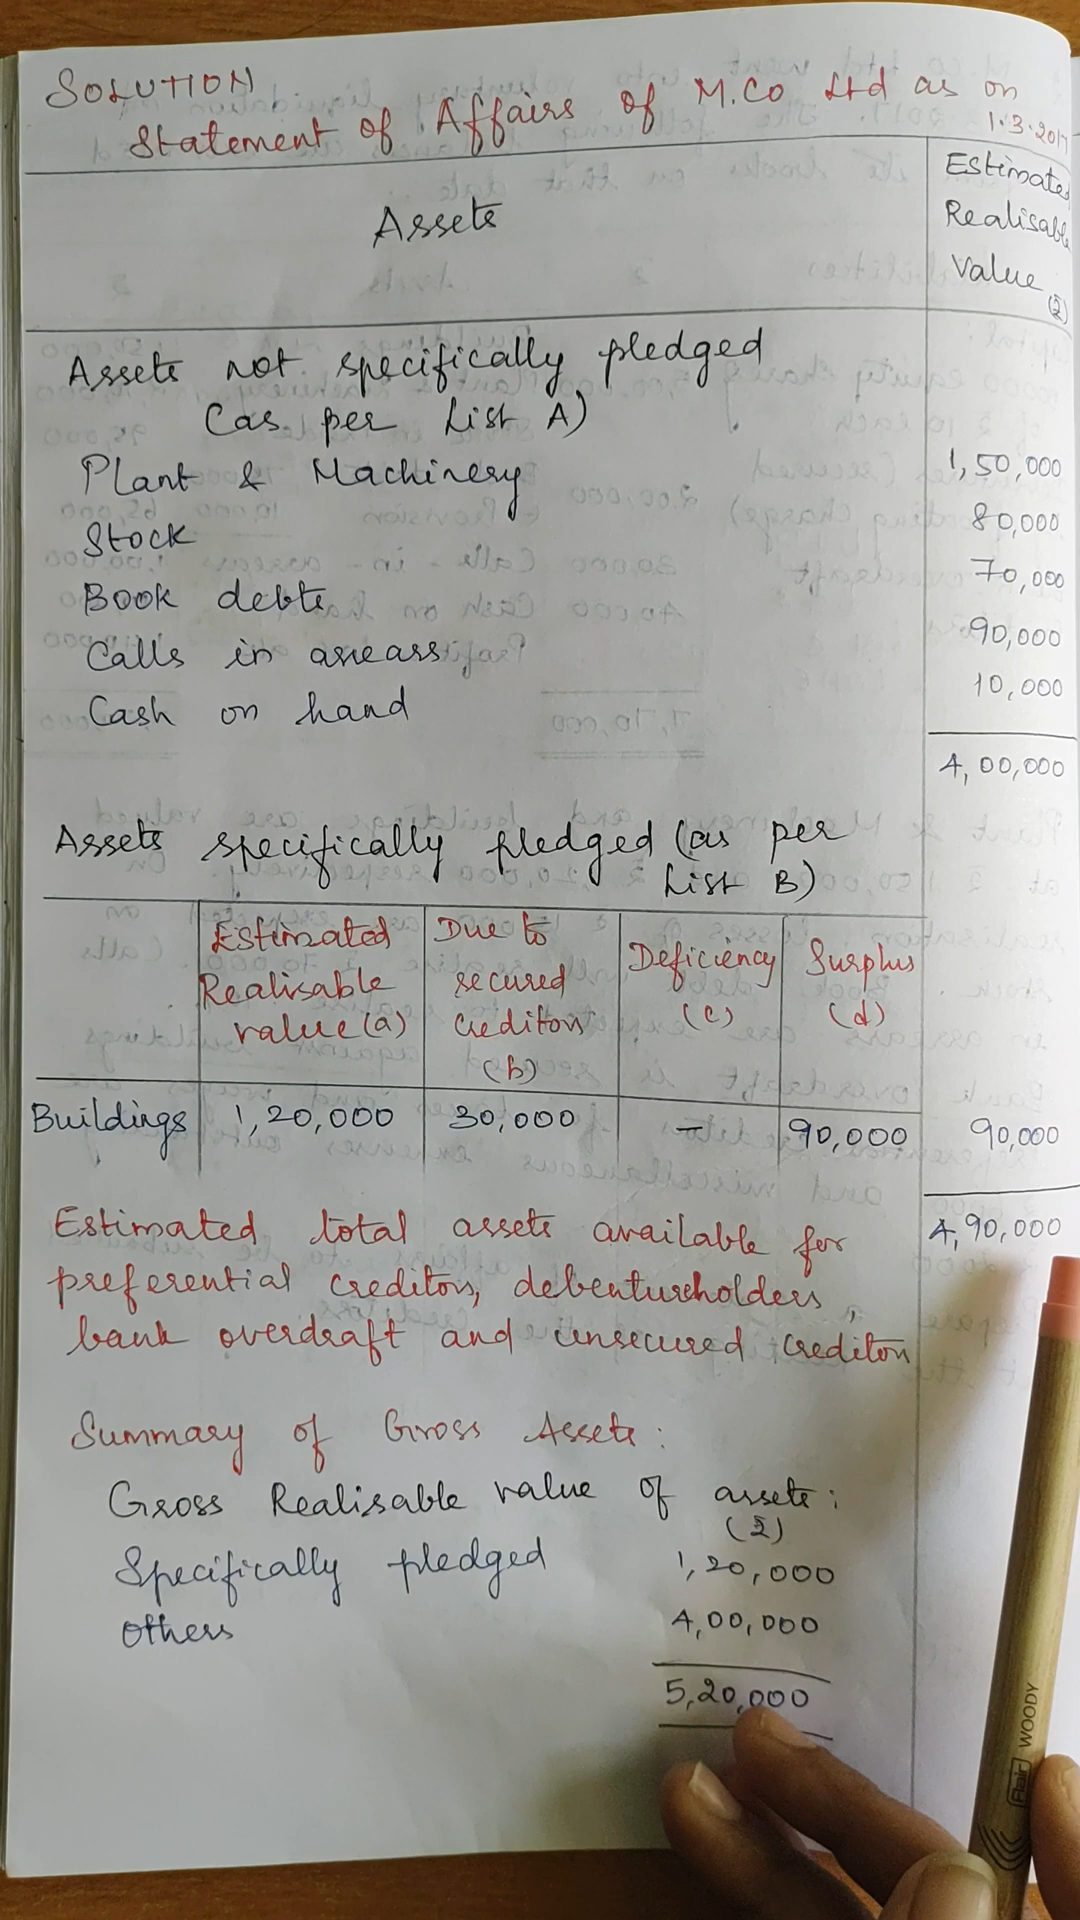 SOLUTION
Statement of Affairs of M.Co Ltd as on
1.3.2017
Assets
Estimated
Realisable
Value
(₹)
Assets not specifically pledged
(as per List A)
Plant & Machinery 1,50,000
Stock 80,000
Book debts 70,000
Calls in arrears 90,000
Cash on hand 10,000
4,00,000
Assets specifically pledged (as per
List B)
Estimated
Realisable
value (a)
Due to
secured
creditors
(b)
Deficiency
(c)
Surplus
(d)
Buildings 1,20,000 30,000 – 90,000 90,000
Estimated total assets available for 4,90,000
preferential creditors, debentureholders,
bank overdraft and unsecured creditors
Summary of Gross Assets:
Gross Realisable value of assets:
(₹)
Specifically pledged 1,20,000
Others 4,00,000
5,20,000
Flair WOODY